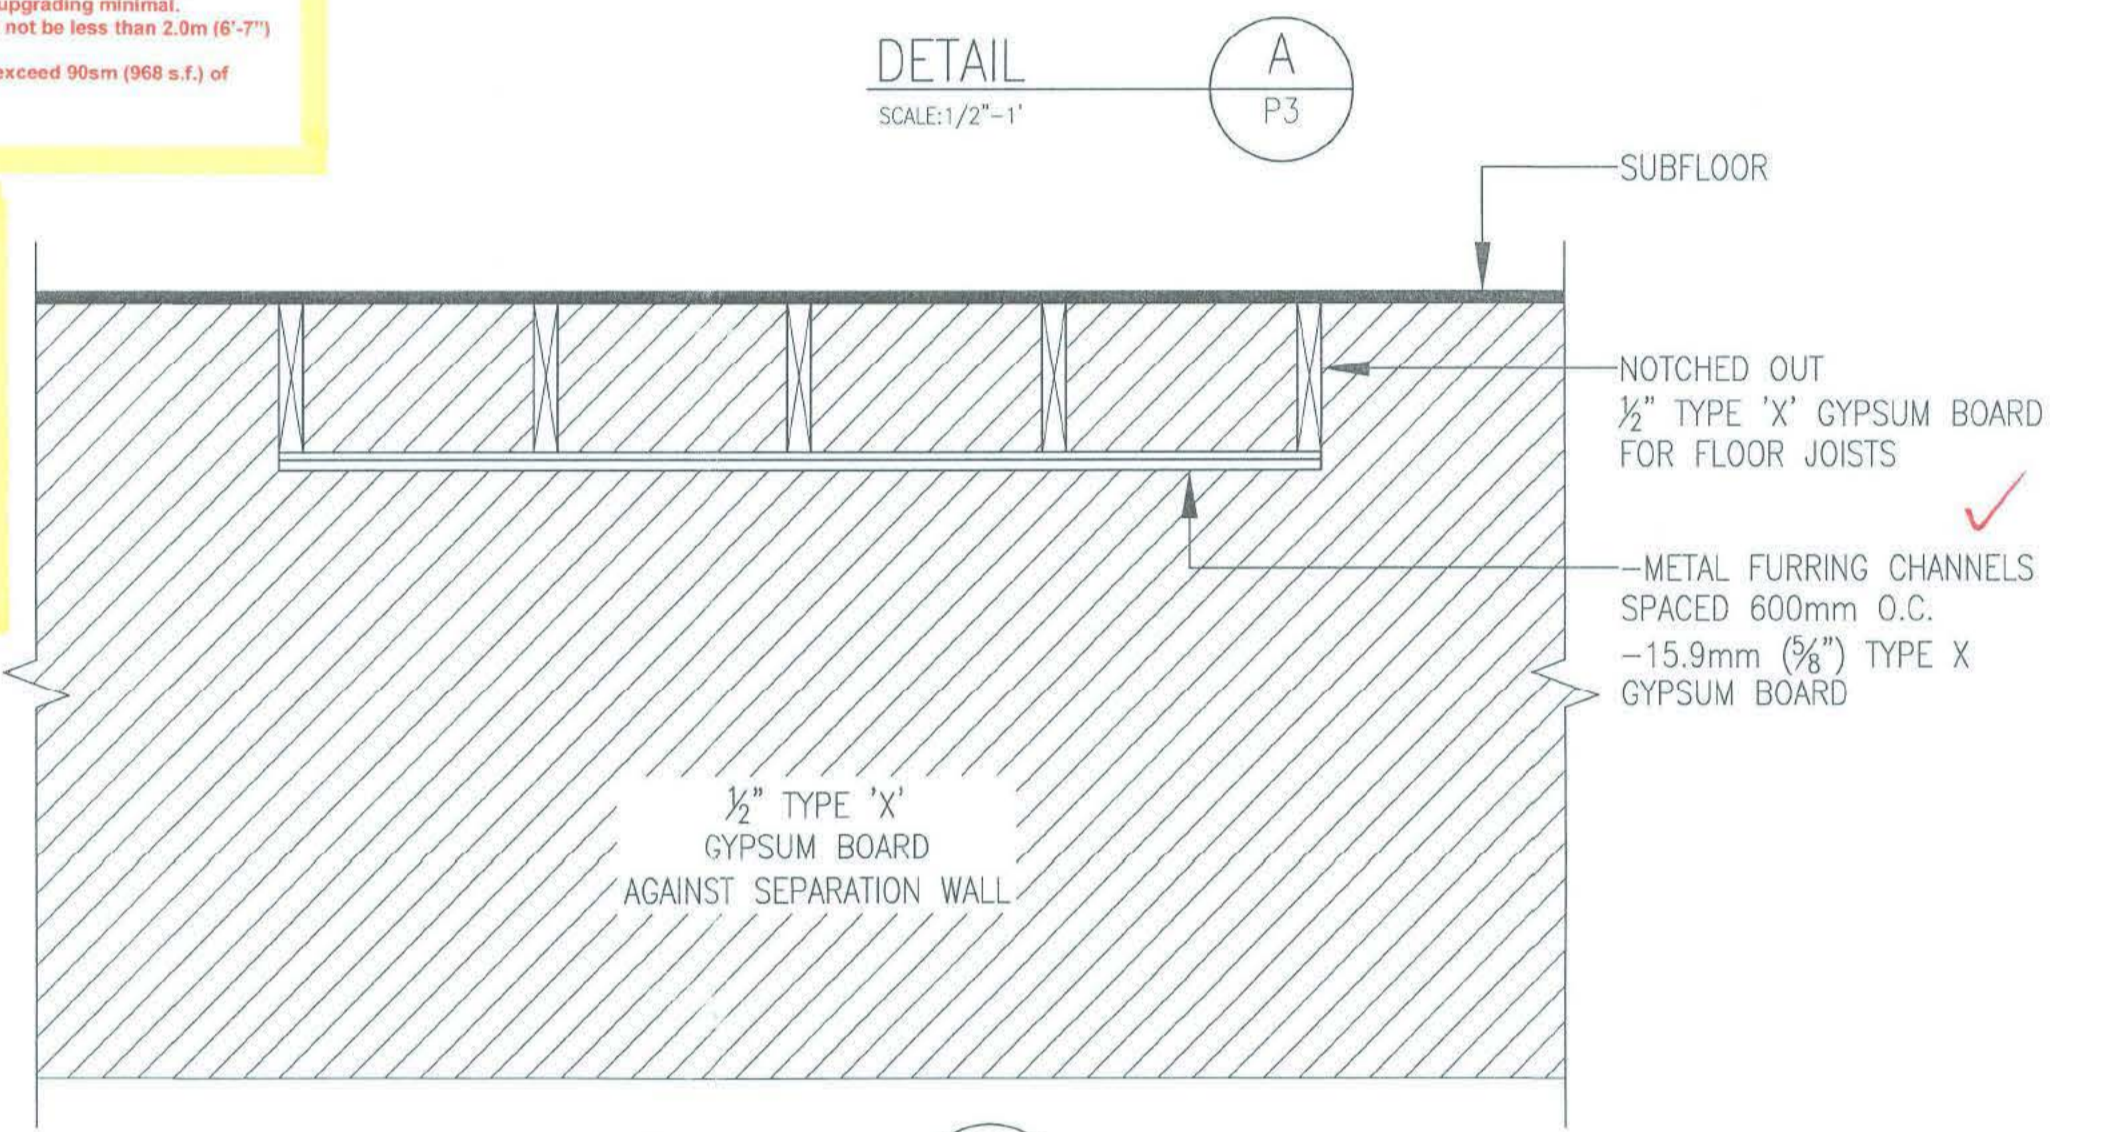 upgrading minimal.
not be less than 2.0m (6'-7")
exceed 90sm (968 s.f.) of
DETAIL
SCALE:1/2"-1'
A
P3
SUBFLOOR
NOTCHED OUT
½" TYPE 'X' GYPSUM BOARD
FOR FLOOR JOISTS
-METAL FURRING CHANNELS
SPACED 600mm O.C.
-15.9mm (⅝") TYPE X
GYPSUM BOARD
½" TYPE 'X'
GYPSUM BOARD
AGAINST SEPARATION WALL